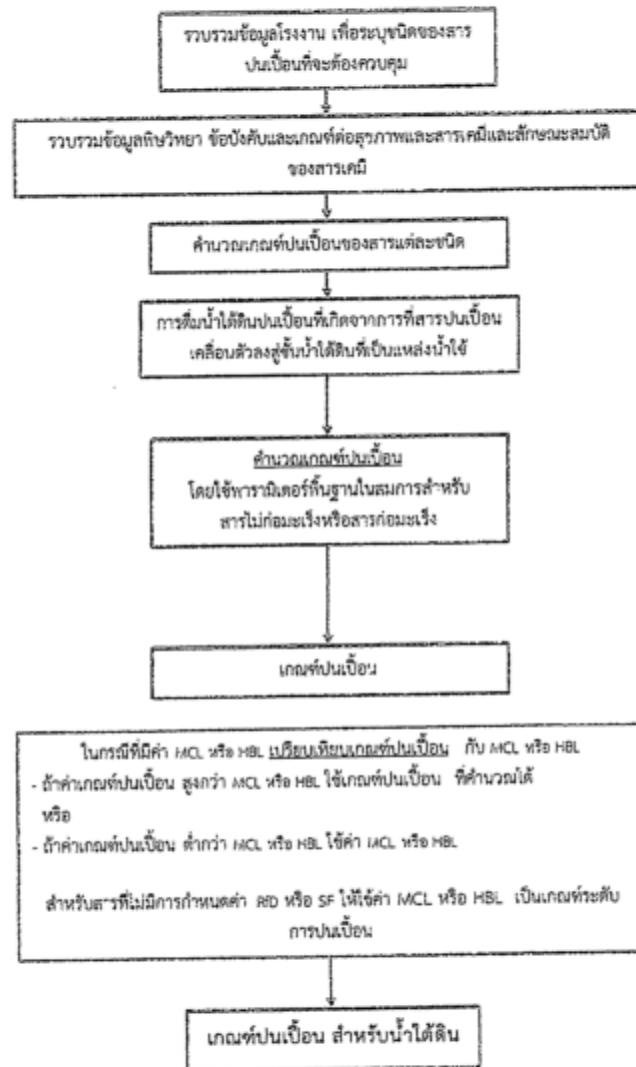 รวบรวมข้อมูลโรงงาน เพื่อระบุชนิดของสาร
ปนเปื้อนที่จะต้องควบคุม
รวบรวมข้อมูลพิษวิทยา ข้อบังคับและเกณฑ์ต่อสุขภาพและสารเคมีและลักษณะสมบัติ
ของสารเคมี
คำนวณเกณฑ์ปนเปื้อนของสารแต่ละชนิด
การดื่มน้ำใต้ดินปนเปื้อนที่เกิดจากการที่สารปนเปื้อน
เคลื่อนตัวลงสู่ชั้นน้ำใต้ดินที่เป็นแหล่งน้ำใช้
คำนวณเกณฑ์ปนเปื้อน
โดยใช้พารามิเตอร์พื้นฐานในสมการสำหรับ
สารไม่ก่อมะเร็งหรือสารก่อมะเร็ง
เกณฑ์ปนเปื้อน
ในกรณีที่มีค่า MCL หรือ HBL เปรียบเทียบเกณฑ์ปนเปื้อน กับ MCL หรือ HBL
- ถ้าค่าเกณฑ์ปนเปื้อน สูงกว่า MCL หรือ HBL ใช้เกณฑ์ปนเปื้อน ที่คำนวณได้
หรือ
- ถ้าค่าเกณฑ์ปนเปื้อน ต่ำกว่า MCL หรือ HBL ใช้ค่า MCL หรือ HBL
สำหรับสารที่ไม่มีการกำหนดค่า RfD หรือ SF ให้ใช้ค่า MCL หรือ HBL เป็นเกณฑ์ระดับ
การปนเปื้อน
เกณฑ์ปนเปื้อน สำหรับน้ำใต้ดิน